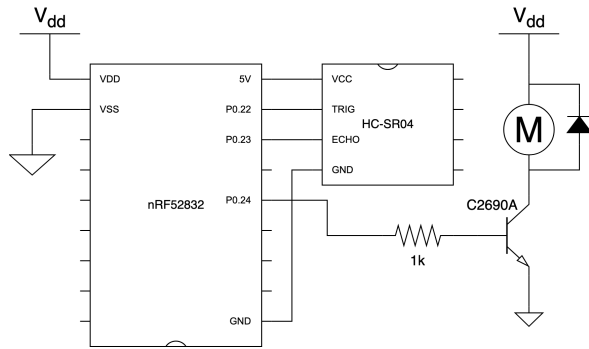 Vdd
Vdd
VDD
5V
VCC
VSS
P0.22
TRIG
HC-SR04
P0.23
ECHO
M
GND
nRF52832
P0.24
C2690A
1k
GND